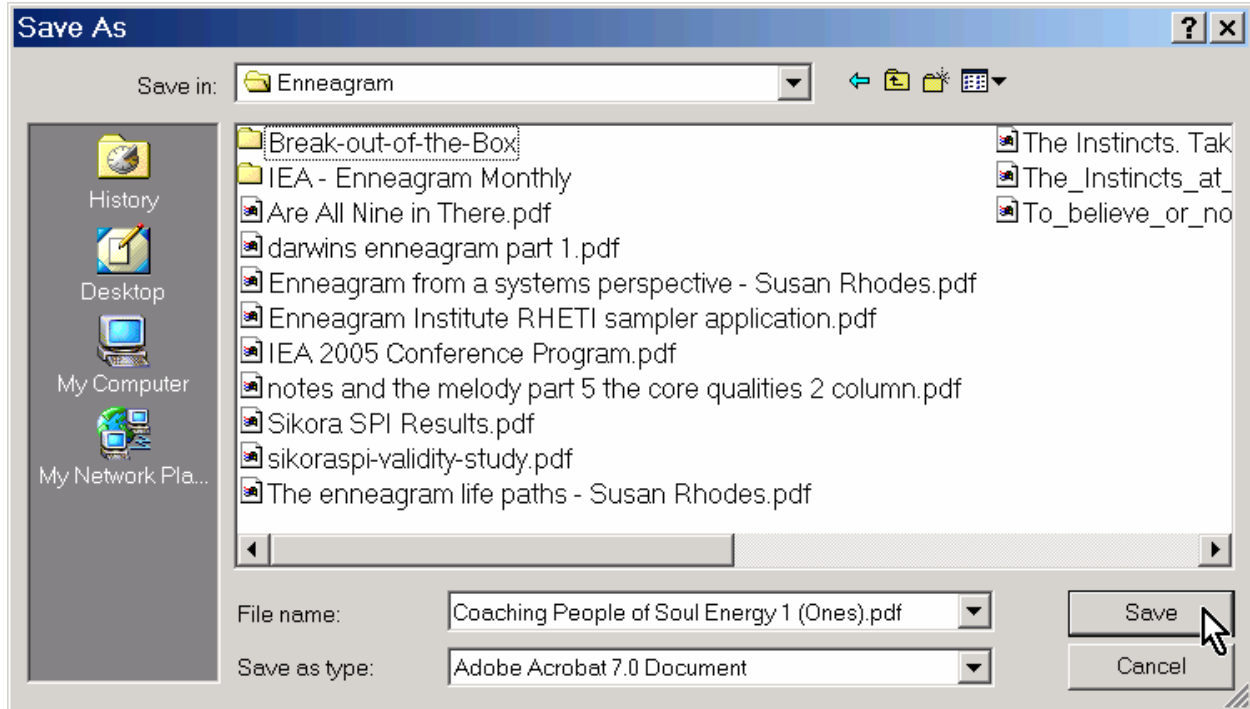 Save As
Save in: Enneagram
History
Desktop
My Computer
My Network Pla...
Break-out-of-the-Box
IEA - Enneagram Monthly
Are All Nine in There.pdf
darwins enneagram part 1.pdf
Enneagram from a systems perspective - Susan Rhodes.pdf
Enneagram Institute RHETI sampler application.pdf
IEA 2005 Conference Program.pdf
notes and the melody part 5 the core qualities 2 column.pdf
Sikora SPI Results.pdf
sikoraspi-validity-study.pdf
The enneagram life paths - Susan Rhodes.pdf
The Instincts. Tak
The_Instincts_at_
To_believe_or_no
File name: Coaching People of Soul Energy 1 (Ones).pdf Save
Save as type: Adobe Acrobat 7.0 Document Cancel